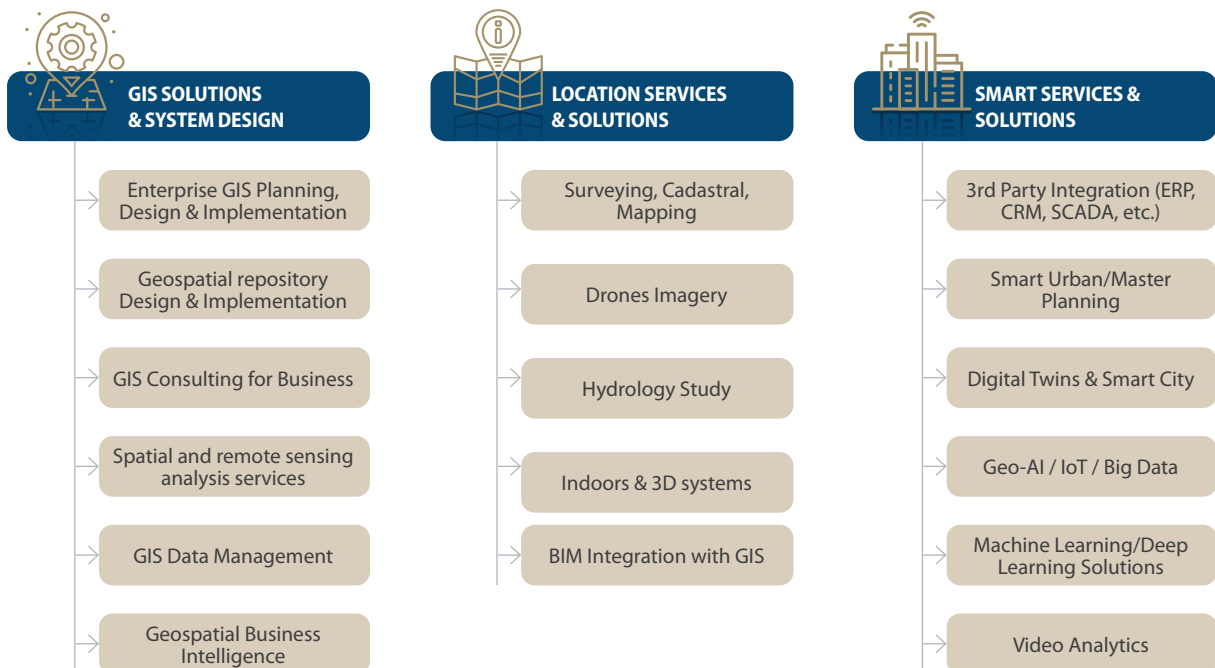 GIS SOLUTIONS
& SYSTEM DESIGN
Enterprise GIS Planning,
Design & Implementation
Geospatial repository
Design & Implementation
GIS Consulting for Business
Spatial and remote sensing
analysis services
GIS Data Management
Geospatial Business
Intelligence
LOCATION SERVICES
& SOLUTIONS
Surveying, Cadastral,
Mapping
Drones Imagery
Hydrology Study
Indoors & 3D systems
BIM Integration with GIS
SMART SERVICES &
SOLUTIONS
3rd Party Integration (ERP,
CRM, SCADA, etc.)
Smart Urban/Master
Planning
Digital Twins & Smart City
Geo-AI / IoT / Big Data
Machine Learning/Deep
Learning Solutions
Video Analytics